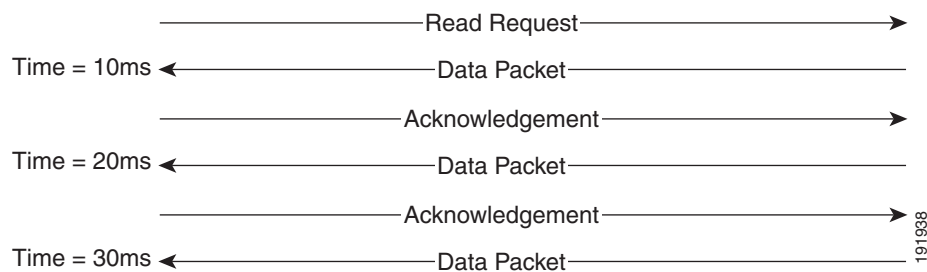 Read Request
Time = 10ms Data Packet
Acknowledgement
Time = 20ms Data Packet
Acknowledgement
Time = 30ms Data Packet
191938